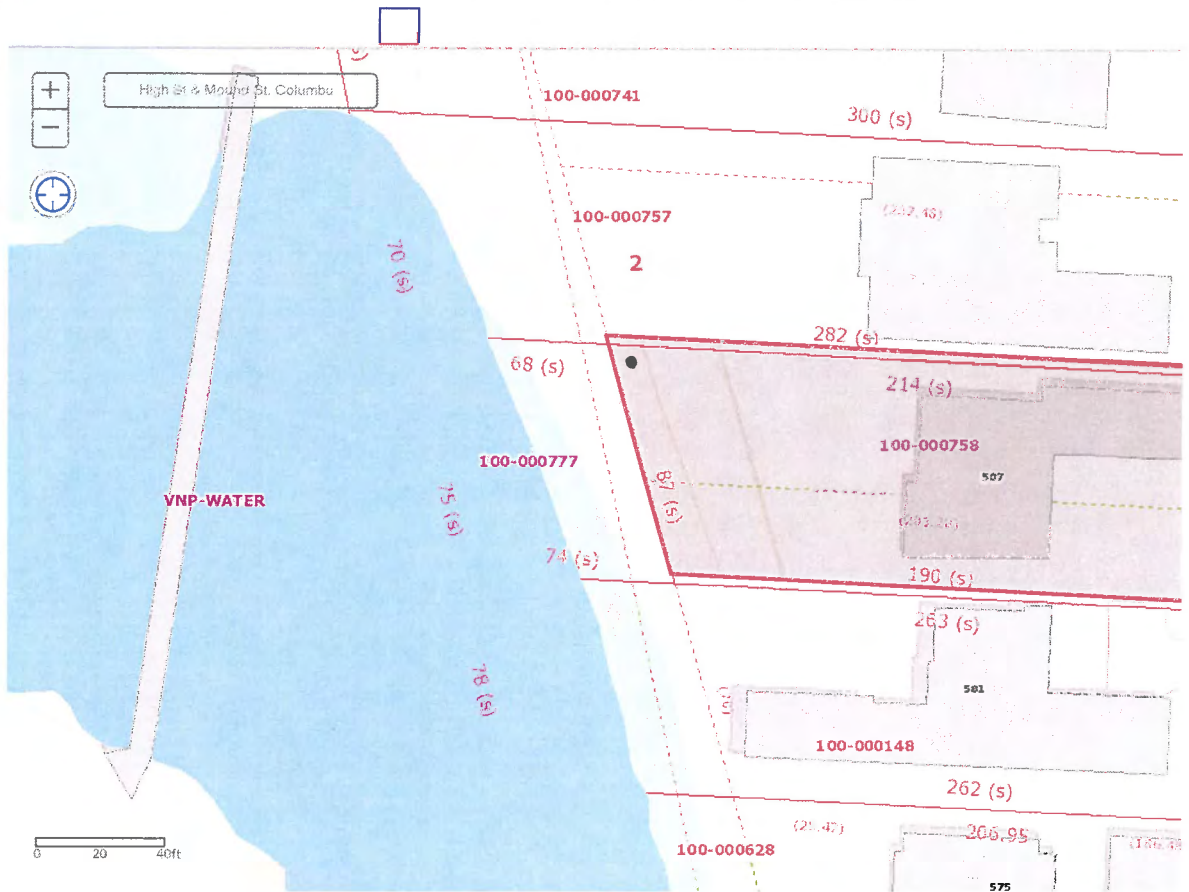 +
High St & Mound St. Columbu
−
100-000741
300 (s)
100-000757
2
70 (s)
282 (s)
68 (s)
214 (s)
100-000758
100-000777
507
87 (s)
75 (s)
VNP-WATER
74 (s)
190 (s)
263 (s)
78 (s)
501
100-000148
262 (s)
206.95
0 20 40ft
100-000628
575